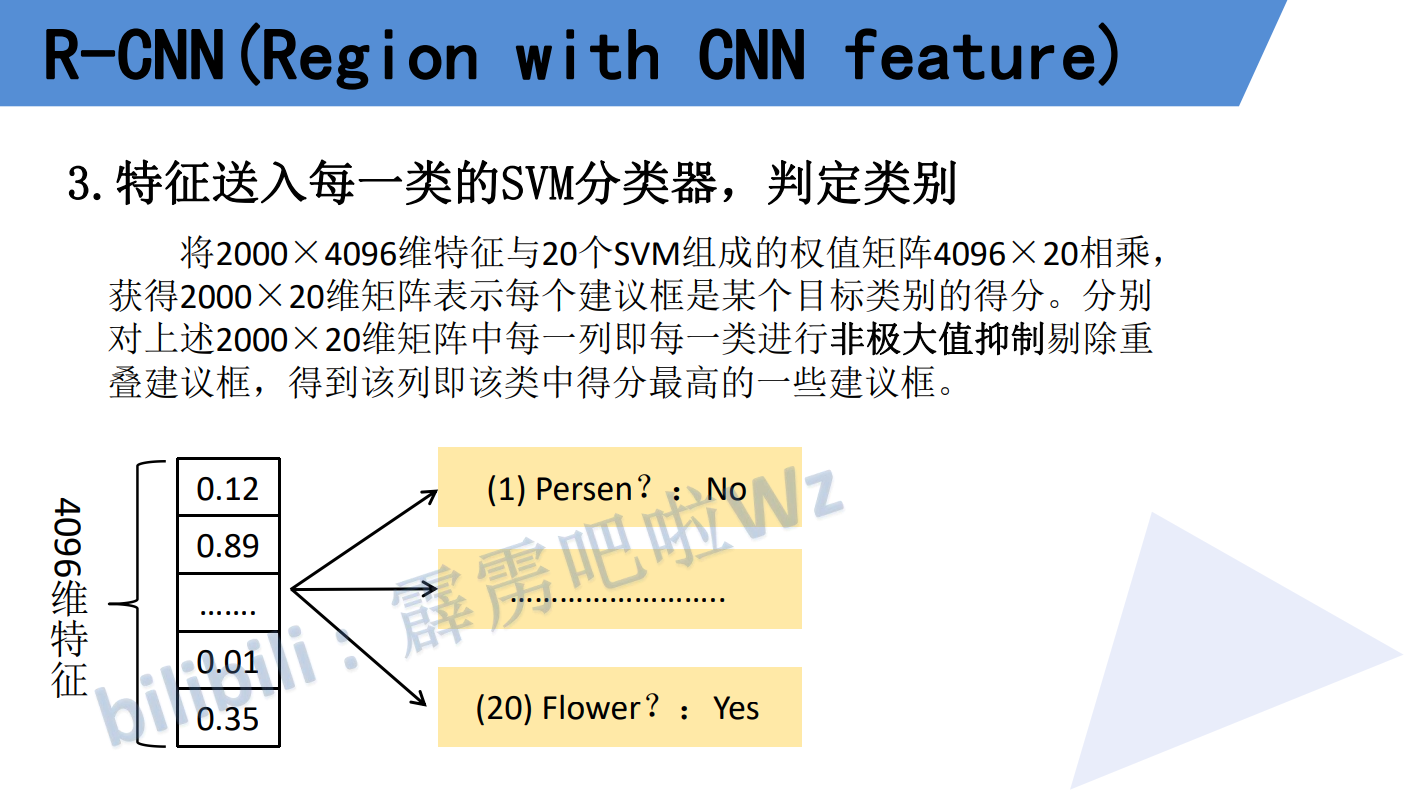 R-CNN(Region with CNN feature)
3.特征送入每一类的SVM分类器，判定类别
将2000×4096维特征与20个SVM组成的权值矩阵4096×20相乘，
获得2000×20维矩阵表示每个建议框是某个目标类别的得分。分别
对上述2000×20维矩阵中每一列即每一类进行非极大值抑制剔除重
叠建议框，得到该列即该类中得分最高的一些建议框。
4096维特征
0.12
0.89
…….
0.01
0.35
(1) Persen？：No
……………………..
(20) Flower？：Yes
bilibili：霹雳吧啦Wz